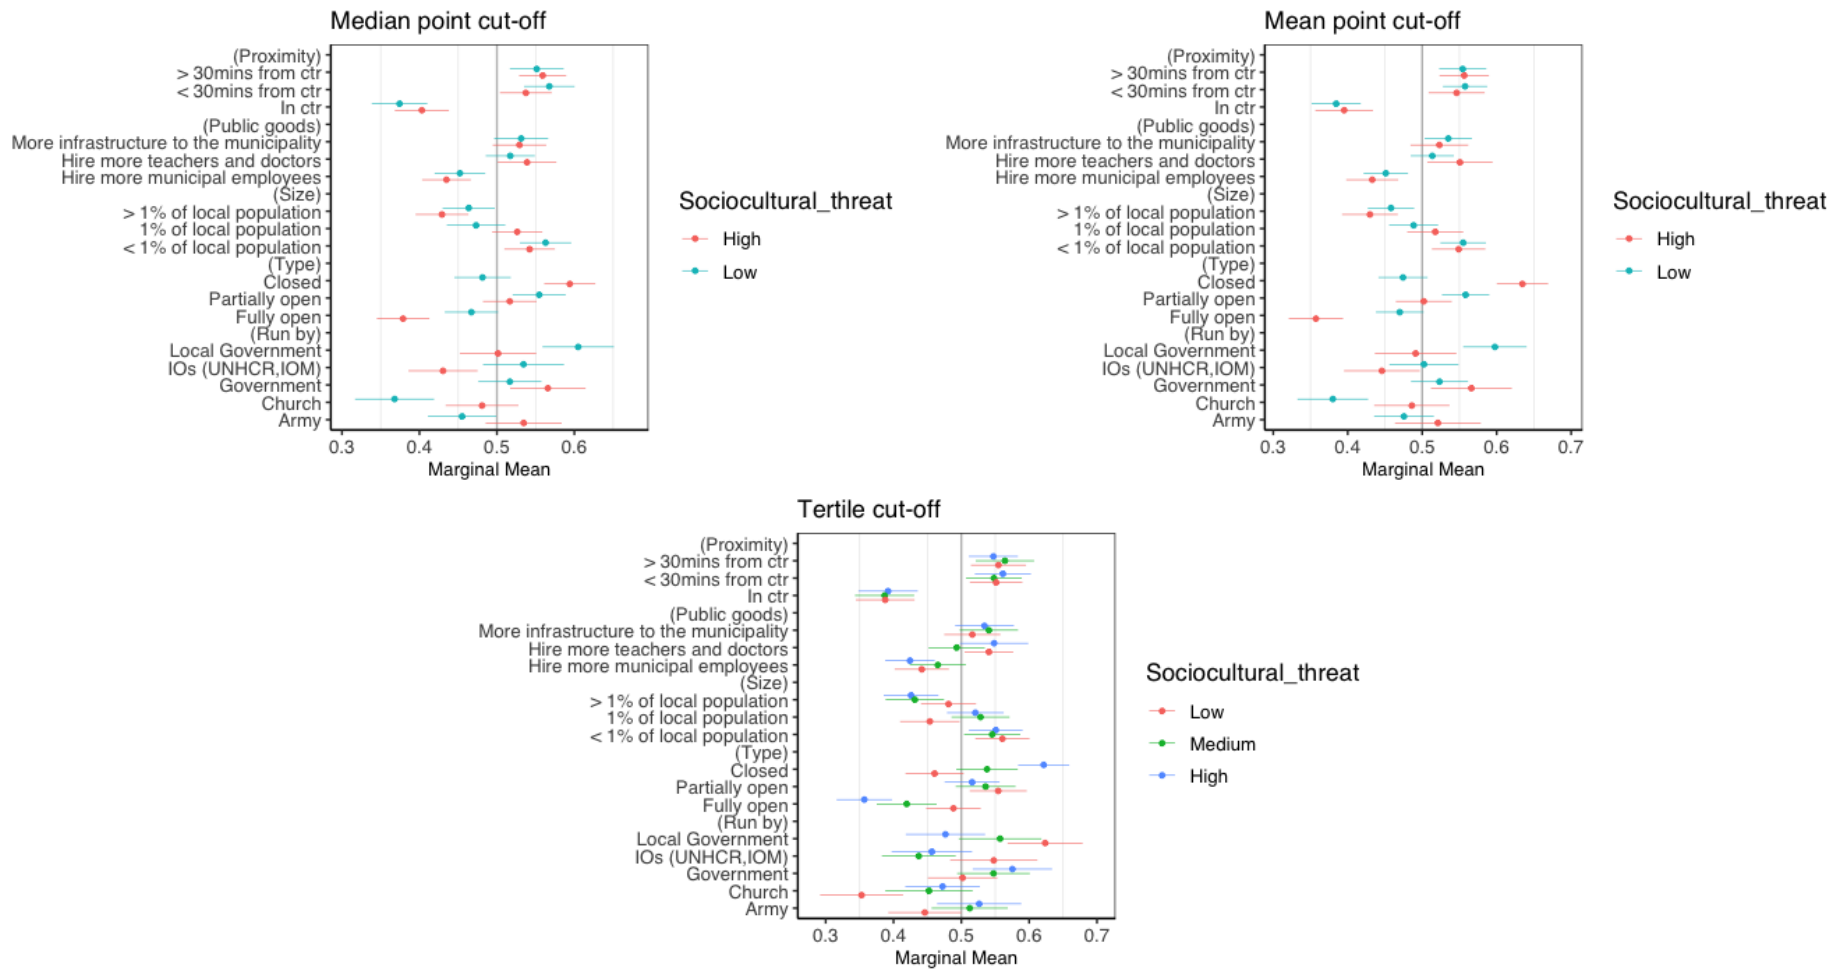 Median point cut-off
(Proximity)
> 30mins from ctr
< 30mins from ctr
In ctr
(Public goods)
More infrastructure to the municipality
Hire more teachers and doctors
Hire more municipal employees
(Size)
> 1% of local population
1% of local population
< 1% of local population
(Type)
Closed
Partially open
Fully open
(Run by)
Local Government
IOs (UNHCR,IOM)
Government
Church
Army
0.3 0.4 0.5 0.6
Marginal Mean
Sociocultural_threat
High
Low
Mean point cut-off
(Proximity)
> 30mins from ctr
< 30mins from ctr
In ctr
(Public goods)
More infrastructure to the municipality
Hire more teachers and doctors
Hire more municipal employees
(Size)
> 1% of local population
1% of local population
< 1% of local population
(Type)
Closed
Partially open
Fully open
(Run by)
Local Government
IOs (UNHCR,IOM)
Government
Church
Army
0.3 0.4 0.5 0.6 0.7
Marginal Mean
Sociocultural_threat
High
Low
Tertile cut-off
(Proximity)
> 30mins from ctr
< 30mins from ctr
In ctr
(Public goods)
More infrastructure to the municipality
Hire more teachers and doctors
Hire more municipal employees
(Size)
> 1% of local population
1% of local population
< 1% of local population
(Type)
Closed
Partially open
Fully open
(Run by)
Local Government
IOs (UNHCR,IOM)
Government
Church
Army
0.3 0.4 0.5 0.6 0.7
Marginal Mean
Sociocultural_threat
Low
Medium
High